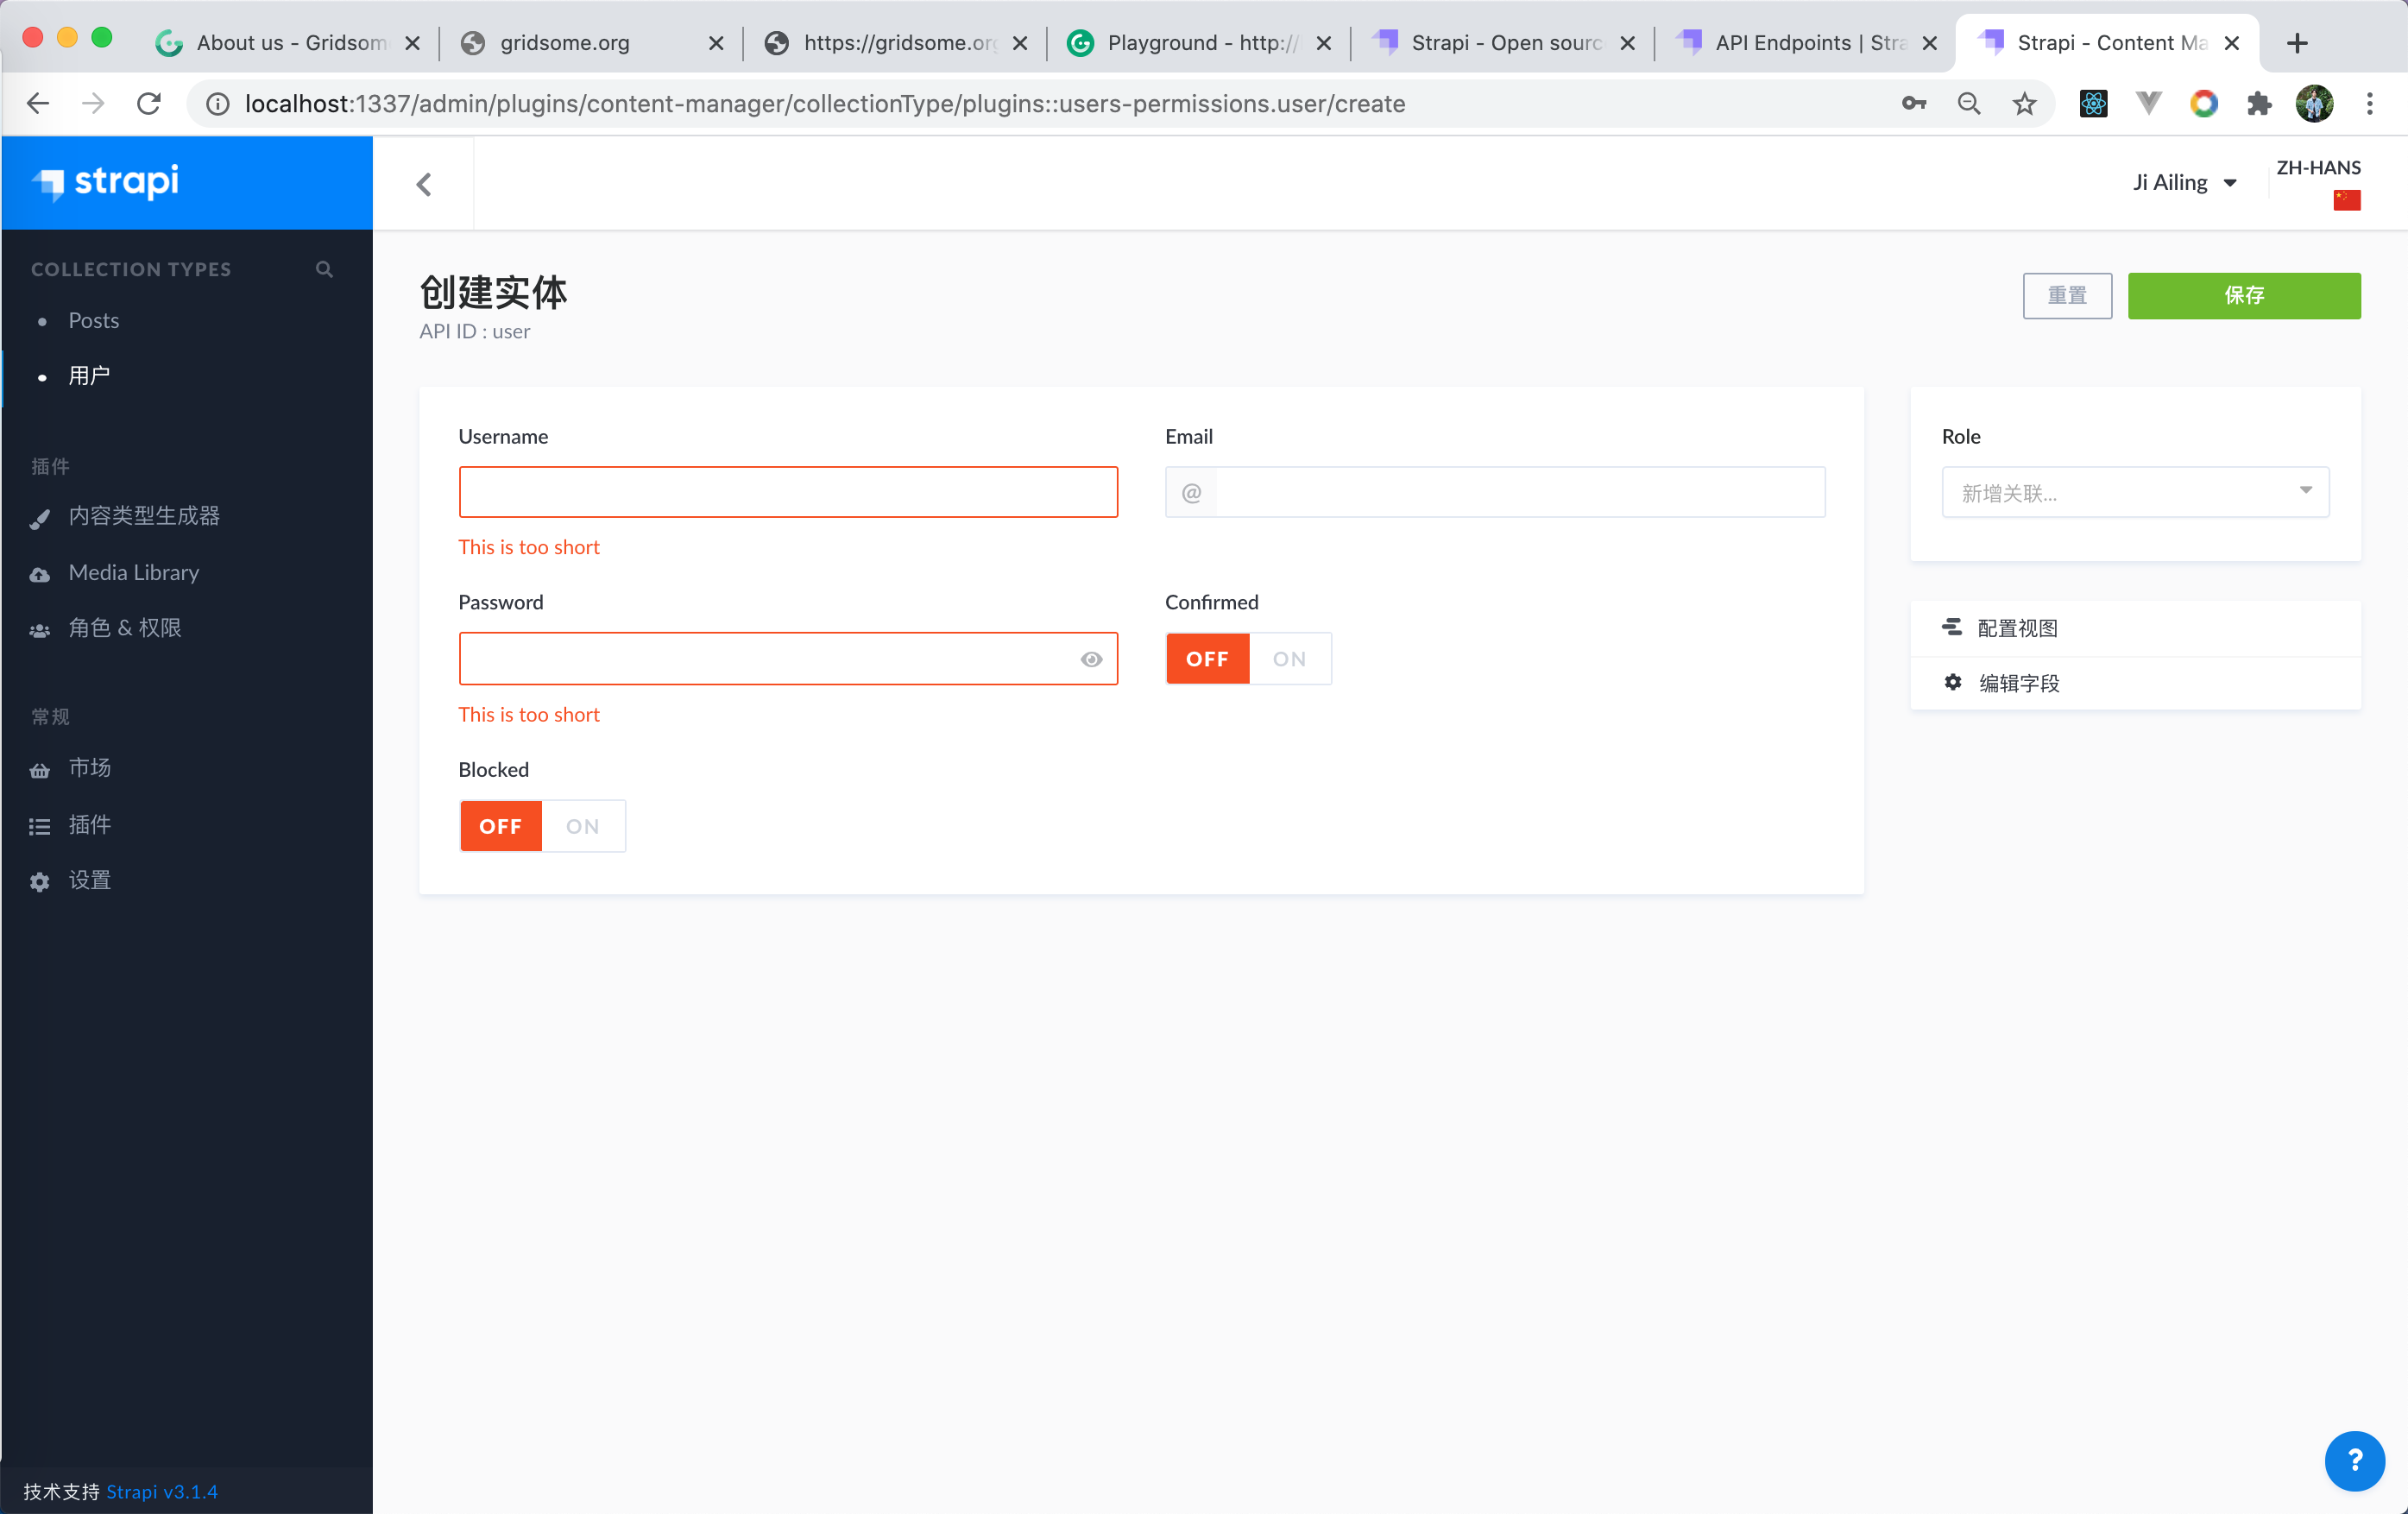 About us - Gridsom
gridsome.org
https://gridsome.org
Playground - http://
Strapi - Open sourc
API Endpoints | Stra
Strapi - Content Ma
localhost:1337/admin/plugins/content-manager/collectionType/plugins::users-permissions.user/create
strapi
Ji Ailing
ZH-HANS
COLLECTION TYPES
Posts
用户
插件
内容类型生成器
Media Library
角色 & 权限
常规
市场
插件
设置
技术支持 Strapi v3.1.4
创建实体
API ID : user
重置
保存
Username
This is too short
Email
@
Password
This is too short
Confirmed
OFF ON
Blocked
OFF ON
Role
新增关联...
配置视图
编辑字段
?